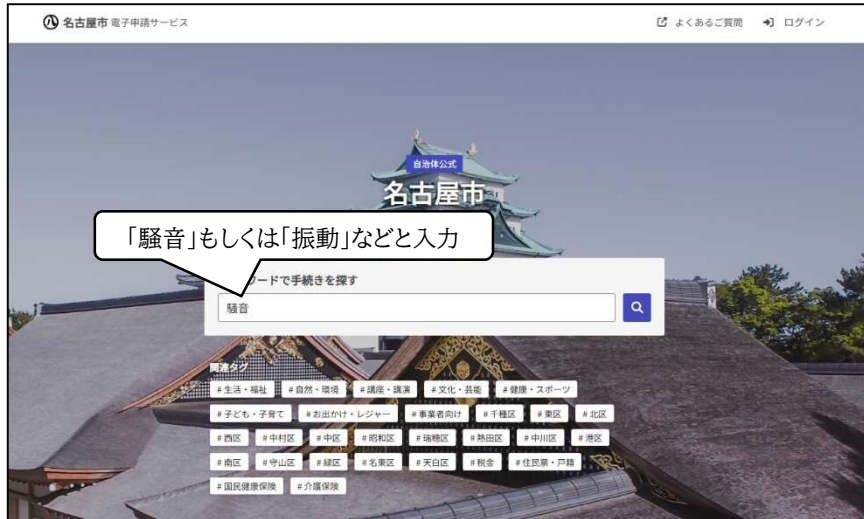 名古屋市 電子申請サービス
よくあるご質問 ログイン
自治体公式
名古屋市
「騒音」もしくは「振動」などと入力
ードで手続きを探す
騒音
関連タグ
#生活・福祉 #自然・環境 #講座・講演 #文化・芸能 #健康・スポーツ
#子ども・子育て #お出かけ・レジャー #事業者向け #千種区 #東区 #北区
#西区 #中村区 #中区 #昭和区 #瑞穂区 #熱田区 #中川区 #港区
#南区 #守山区 #緑区 #名東区 #天白区 #税金 #住民票・戸籍
#国民健康保険 #介護保険